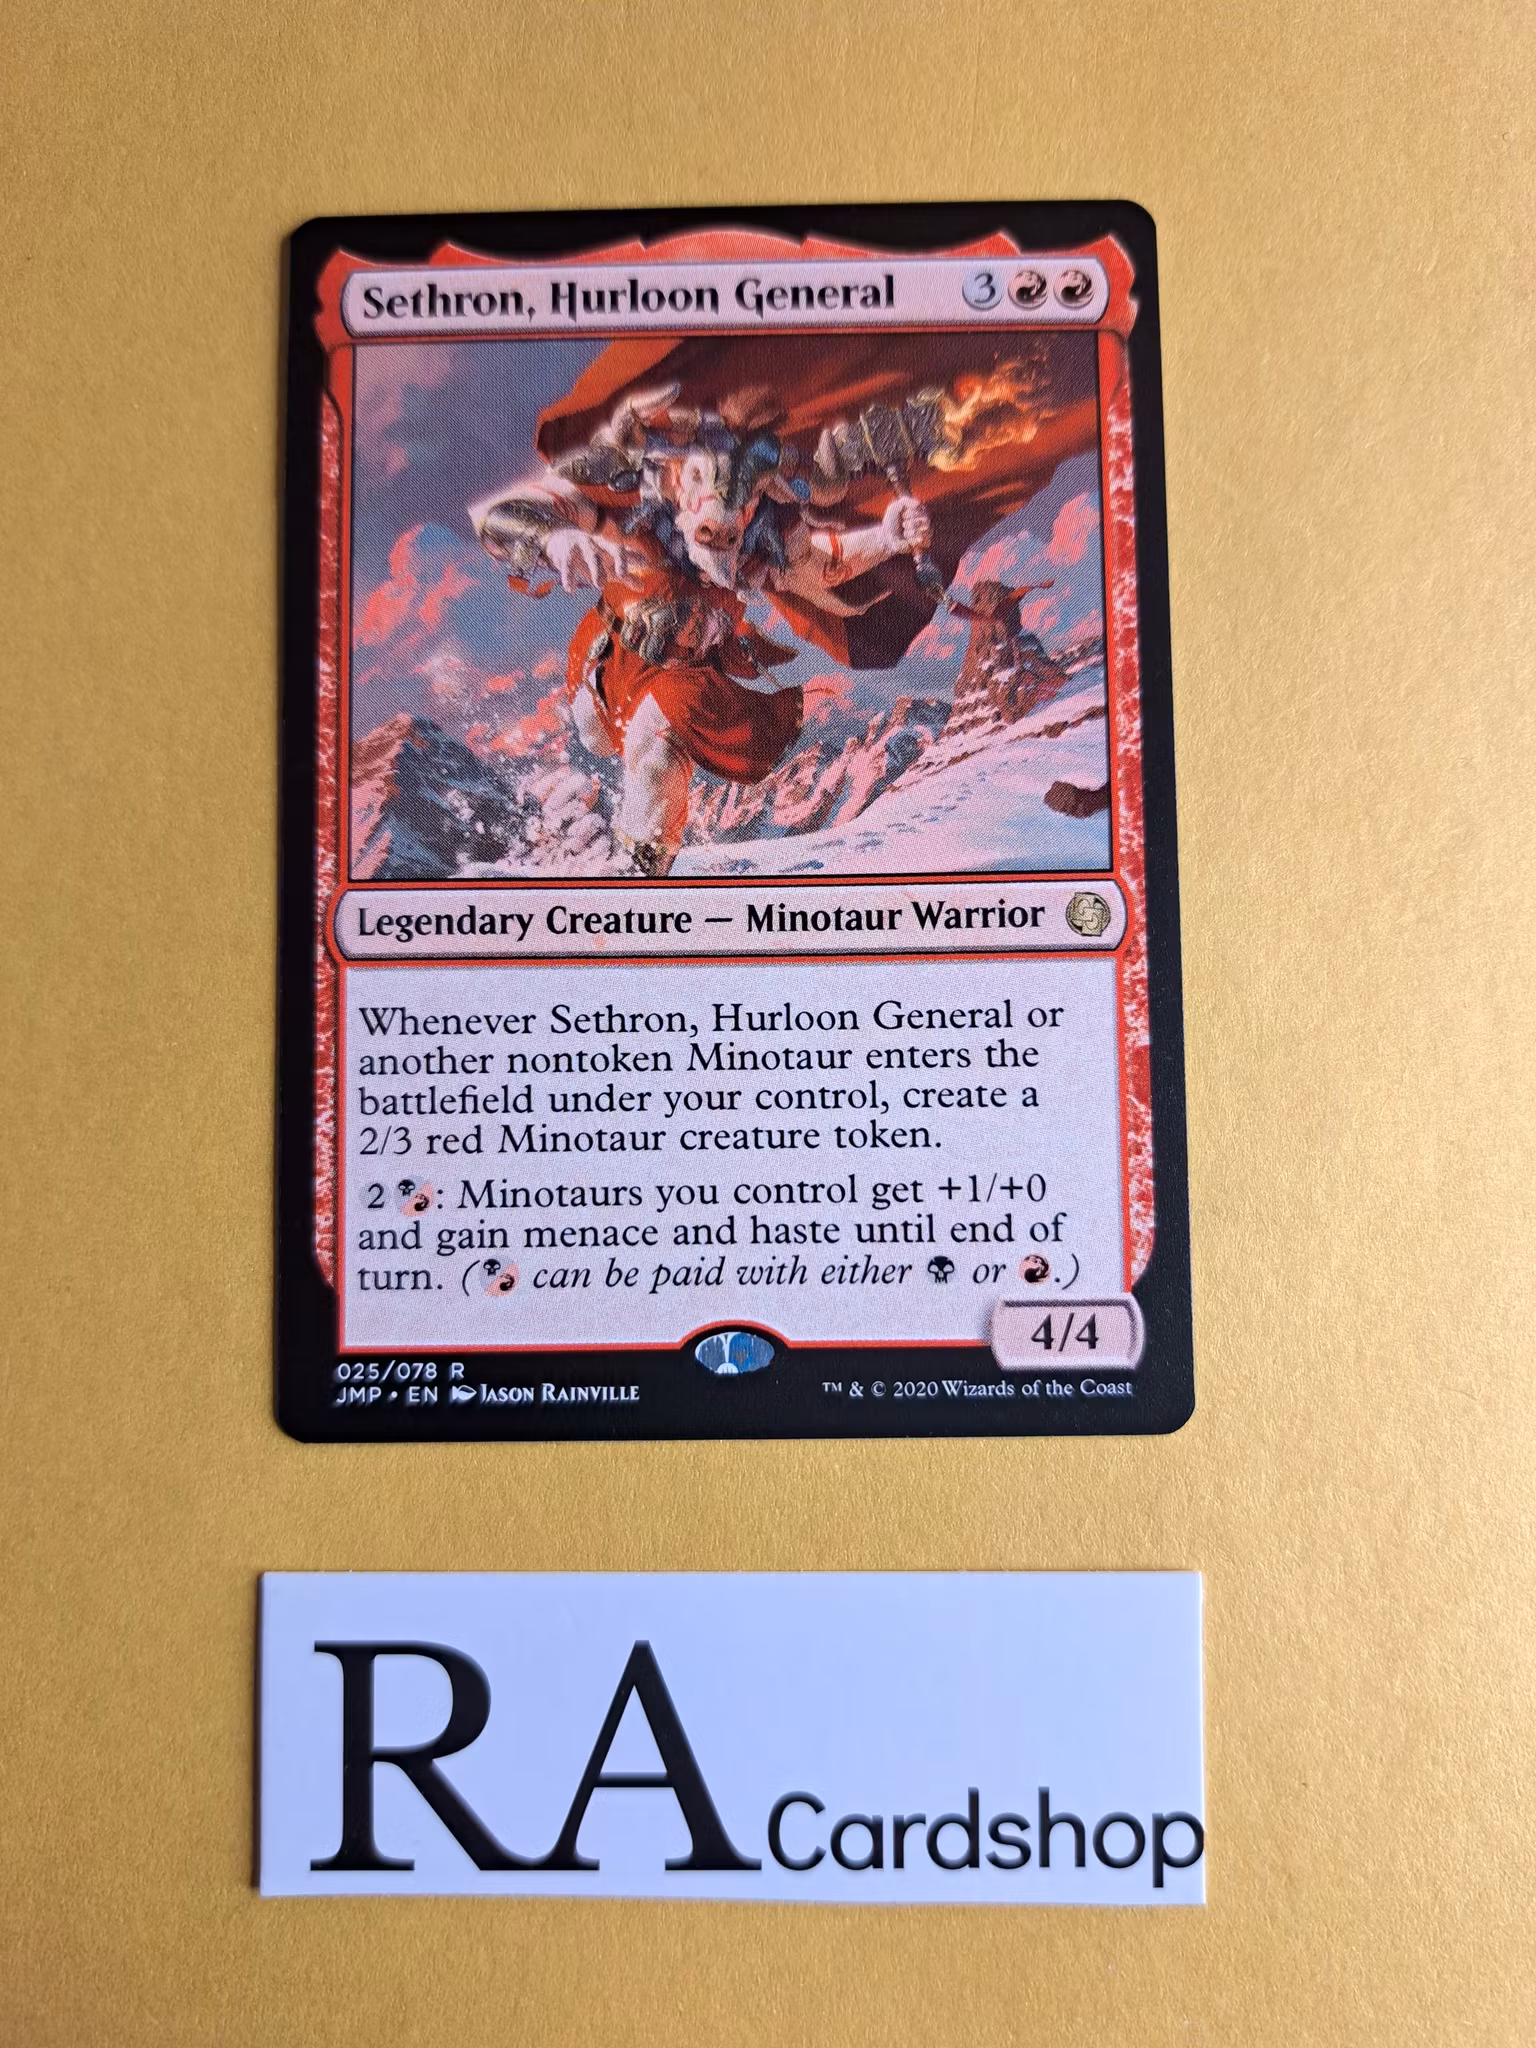 Sethron, Hurloon General 3
Legendary Creature — Minotaur Warrior
Whenever Sethron, Hurloon General or
another nontoken Minotaur enters the
battlefield under your control, create a
2/3 red Minotaur creature token.
2 : Minotaurs you control get +1/+0
and gain menace and haste until end of
turn. ( can be paid with either or .)
4/4
025/078 R
JMP • EN Jason Rainville
™ & © 2020 Wizards of the Coast
RA Cardshop